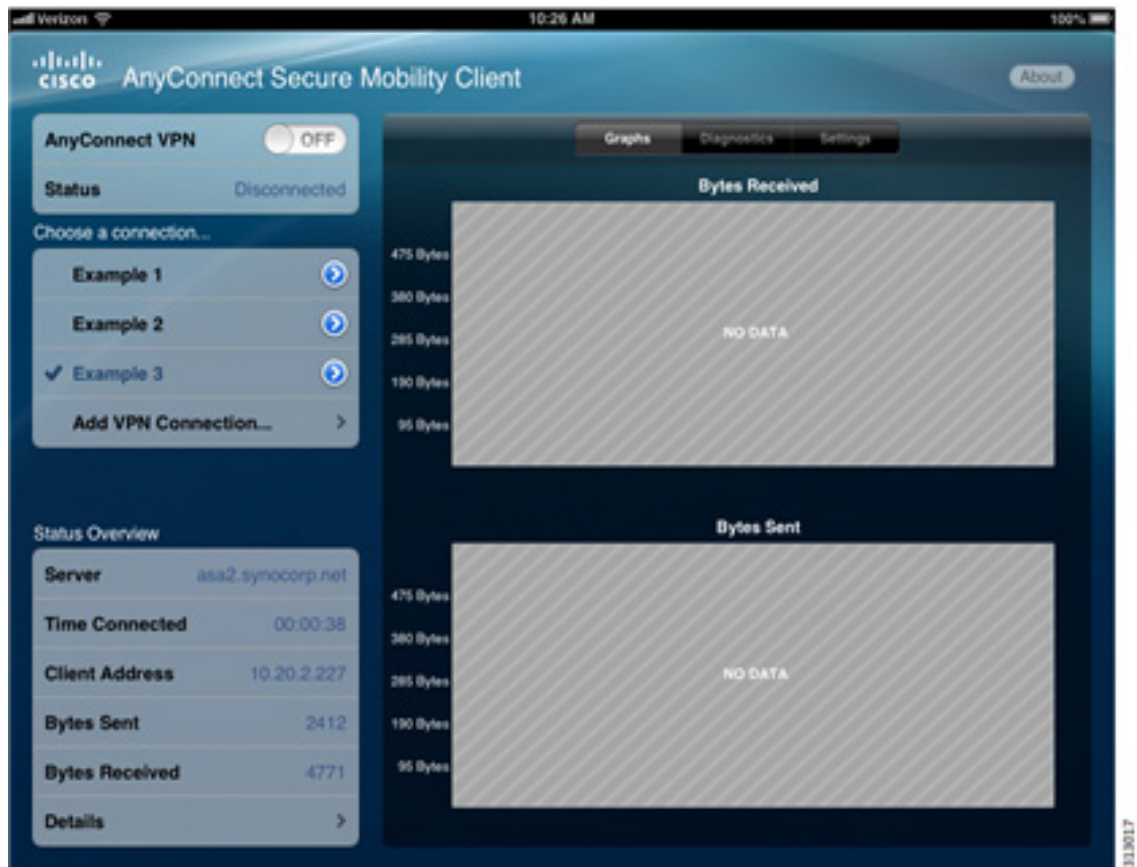 Verizon 10:26 AM 100%
CISCO AnyConnect Secure Mobility Client About
AnyConnect VPN OFF
Status Disconnected
Choose a connection...
Example 1
Example 2
Example 3
Add VPN Connection...
Status Overview
Server asa2.synocorp.net
Time Connected 00:00:38
Client Address 10.20.2.227
Bytes Sent 2412
Bytes Received 4771
Details
Graphs Diagnostics Settings
Bytes Received
475 Bytes
380 Bytes
285 Bytes
190 Bytes
95 Bytes
NO DATA
Bytes Sent
475 Bytes
380 Bytes
285 Bytes
190 Bytes
95 Bytes
NO DATA